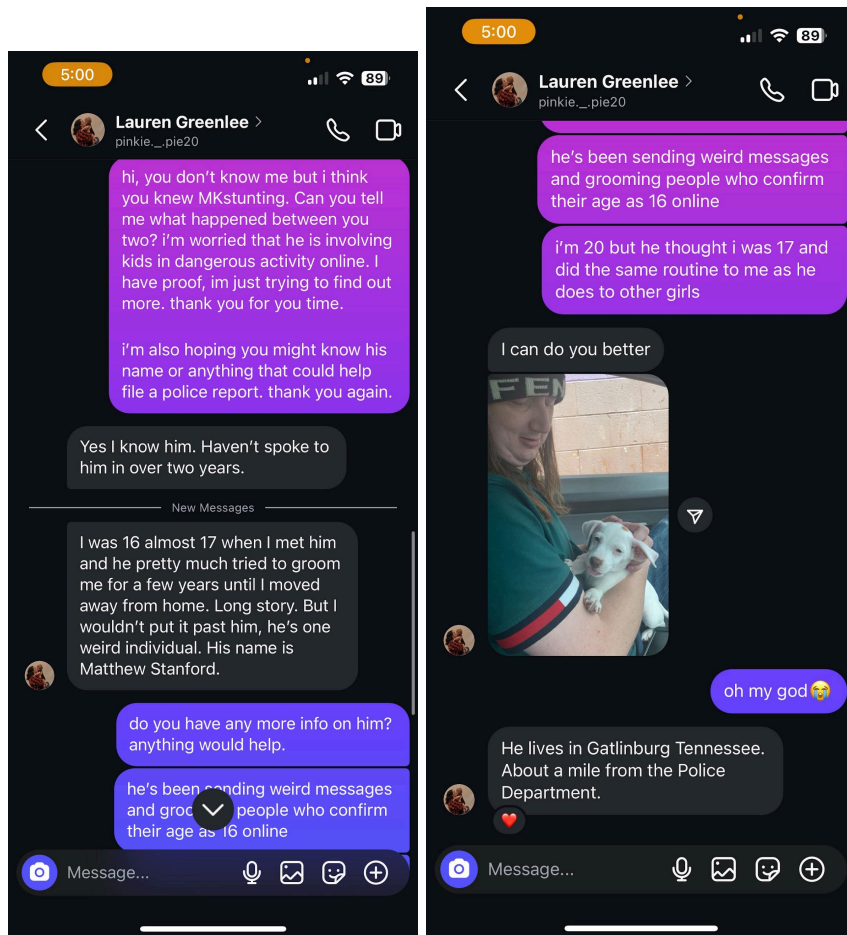 5:00
89
Lauren Greenlee
pinkie._.pie20
hi, you don't know me but i think
you knew MKstunting. Can you tell
me what happened between you
two? i'm worried that he is involving
kids in dangerous activity online. I
have proof, im just trying to find out
more. thank you for you time.
i'm also hoping you might know his
name or anything that could help
file a police report. thank you again.
Yes I know him. Haven't spoke to
him in over two years.
New Messages
I was 16 almost 17 when I met him
and he pretty much tried to groom
me for a few years until I moved
away from home. Long story. But I
wouldn't put it past him, he's one
weird individual. His name is
Matthew Stanford.
do you have any more info on him?
anything would help.
he's been sending weird messages
and people who confirm
their age as 16 online
Message...
5:00
89
Lauren Greenlee
pinkie._.pie20
he's been sending weird messages
and grooming people who confirm
their age as 16 online
i'm 20 but he thought i was 17 and
did the same routine to me as he
does to other girls
I can do you better
FEN
oh my god😭
He lives in Gatlinburg Tennessee.
About a mile from the Police
Department.
❤️
Message...